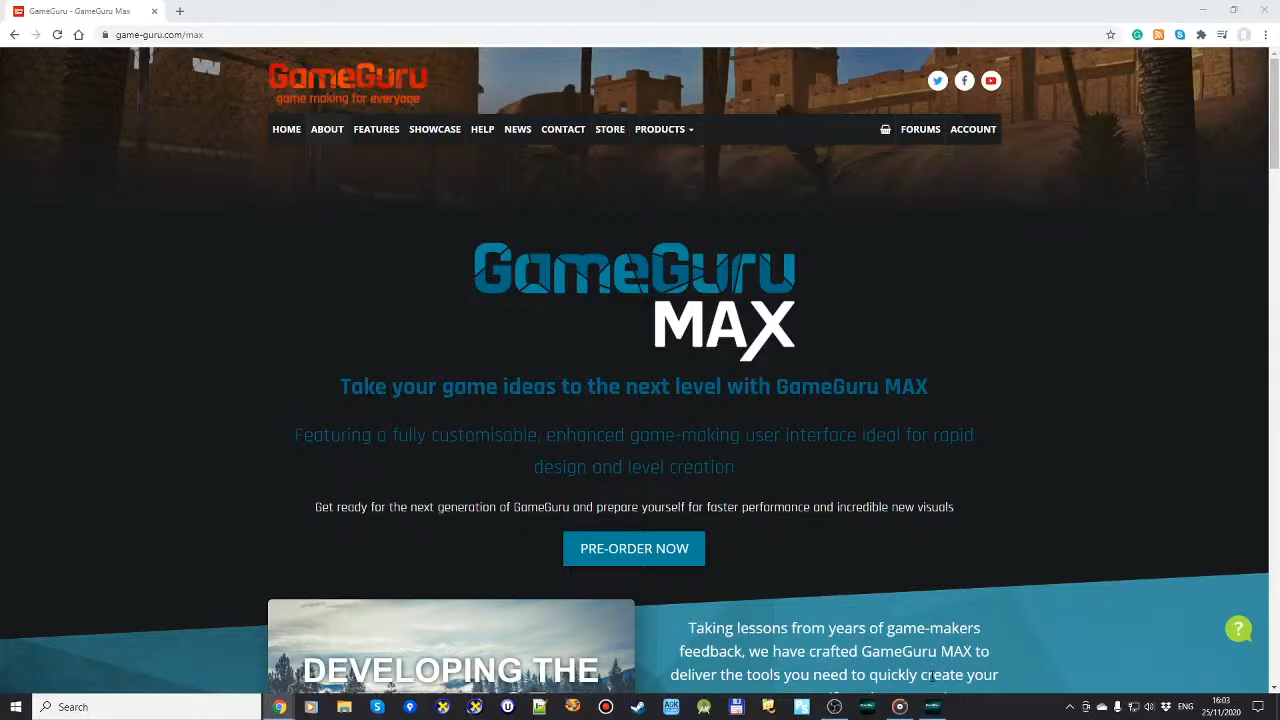 GameGuru - GameGuru Max
game-guru.com/max
GameGuru
game making for everyone
HOME ABOUT FEATURES SHOWCASE HELP NEWS CONTACT STORE PRODUCTS FORUMS ACCOUNT
GameGuru
MAX
Take your game ideas to the next level with GameGuru MAX
Featuring a fully customisable, enhanced game-making user interface ideal for rapid
design and level creation
Get ready for the next generation of GameGuru and prepare yourself for faster performance and incredible new visuals
PRE-ORDER NOW
DEVELOPING THE
Taking lessons from years of game-makers
feedback, we have crafted GameGuru MAX to
deliver the tools you need to quickly create your
?
Search
ENG
16:03
25/11/2020